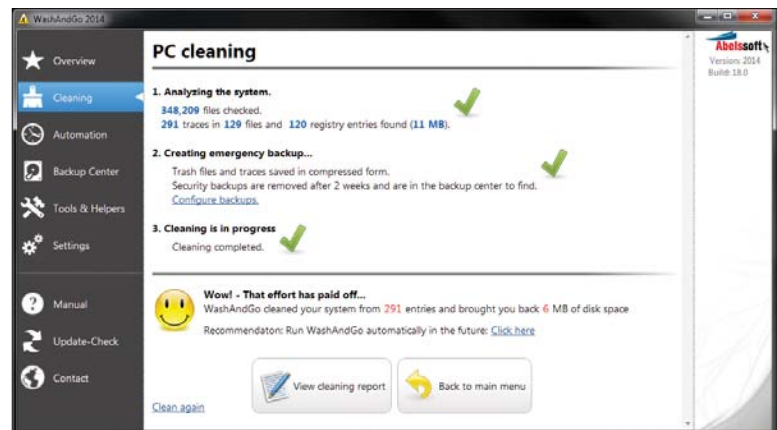 WashAndGo 2014
Overview
Cleaning
Automation
Backup Center
Tools & Helpers
Settings
Manual
Update-Check
Contact
PC cleaning
1. Analyzing the system.
348,209 files checked.
291 traces in 129 files and 120 registry entries found (11 MB).
2. Creating emergency backup...
Trash files and traces saved in compressed form.
Security backups are removed after 2 weeks and are in the backup center to find.
Configure backups.
3. Cleaning is in progress
Cleaning completed.
Wow! - That effort has paid off...
WashAndGo cleaned your system from 291 entries and brought you back 6 MB of disk space
Recommendaton: Run WashAndGo automatically in the future: Click here
View cleaning report
Back to main menu
Clean again
Abelssoft
Version: 2014
Build: 18.0